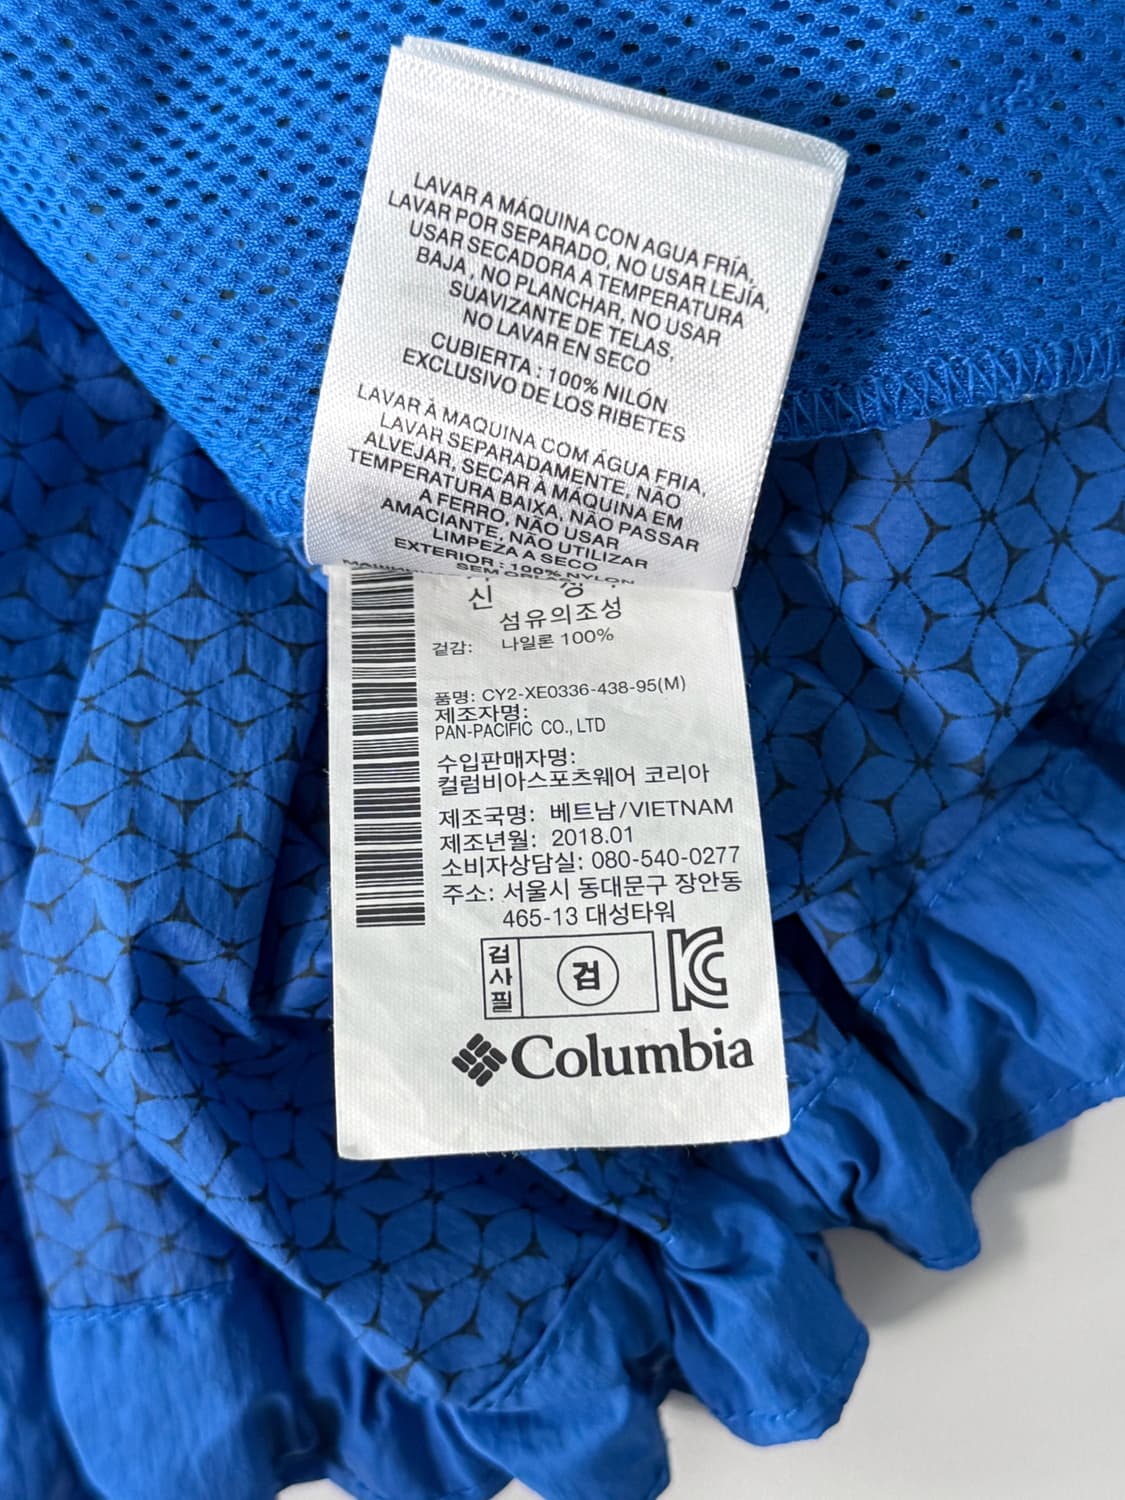 LAVAR A MÁQUINA CON AGUA FRÍA,
LAVAR POR SEPARADO, NO USAR LEJÍA,
USAR SECADORA A TEMPERATURA
BAJA , NO PLANCHAR, NO USAR
SUAVIZANTE DE TELAS,
NO LAVAR EN SECO
CUBIERTA : 100% NILÓN
EXCLUSIVO DE LOS RIBETES
LAVAR À MAQUINA COM ÁGUA FRIA,
LAVAR SEPARADAMENTE, NÃO
ALVEJAR, SECAR À MÁQUINA EM
TEMPERATURA BAIXA, NÃO PASSAR
A FERRO, NÃO USAR
AMACIANTE, NÃO UTILIZAR
LIMPEZA A SECO
EXTERIOR : 100% NYLON
신
섬유의조성
겉감: 나일론 100%
품명: CY2-XE0336-438-95(M)
제조자명:
PAN-PACIFIC CO., LTD
수입판매자명:
컬럼비아스포츠웨어 코리아
제조국명: 베트남/VIETNAM
제조년월: 2018.01
소비자상담실: 080-540-0277
주소: 서울시 동대문구 장안동
465-13 대성타워
검사필 검 KC
Columbia